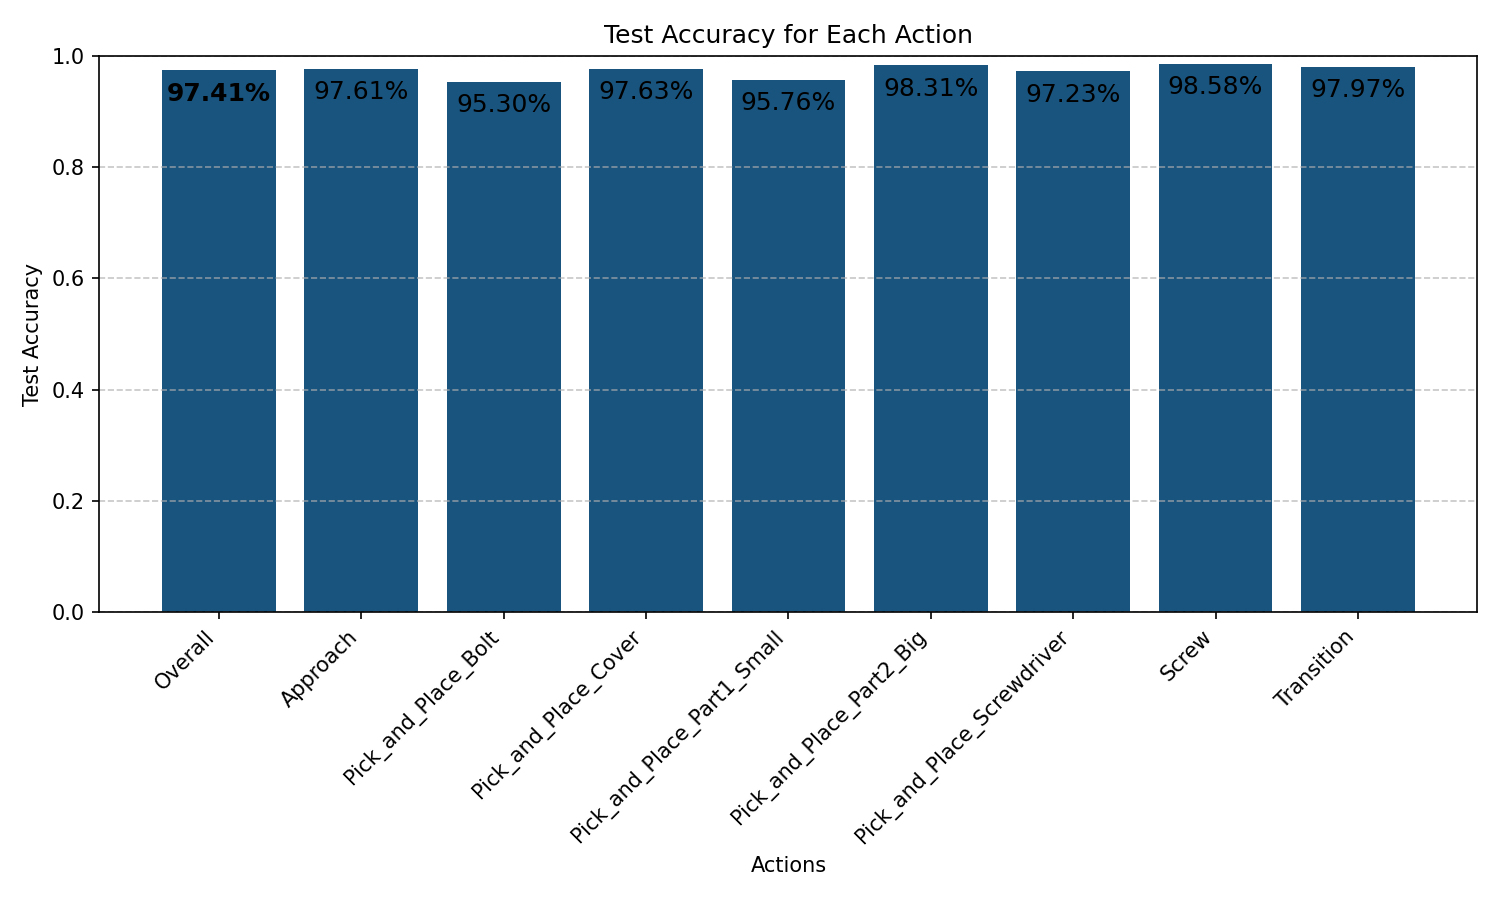 Test Accuracy for Each Action
Test Accuracy
1.0
0.8
0.6
0.4
0.2
0.0
97.41%
97.61%
95.30%
97.63%
95.76%
98.31%
97.23%
98.58%
97.97%
Overall
Approach
Pick_and_Place_Bolt
Pick_and_Place_Cover
Pick_and_Place_Part1_Small
Pick_and_Place_Part2_Big
Pick_and_Place_Screwdriver
Screw
Transition
Actions